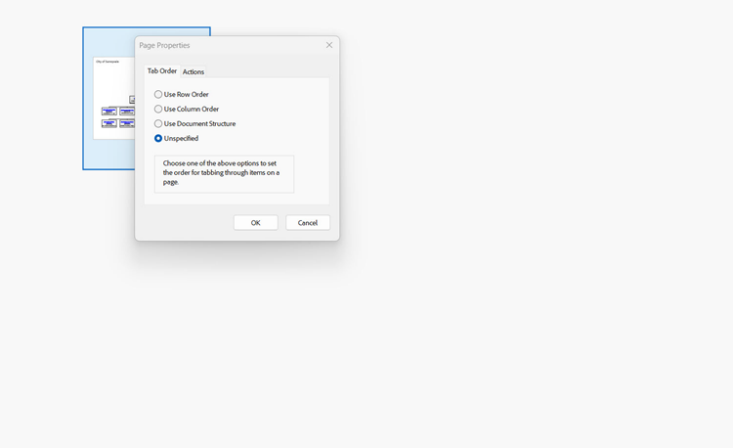 Page Properties
Tab Order
Actions
Use Row Order
Use Column Order
Use Document Structure
Unspecified
Choose one of the above options to set
the order for tabbing through items on a
page.
OK
Cancel